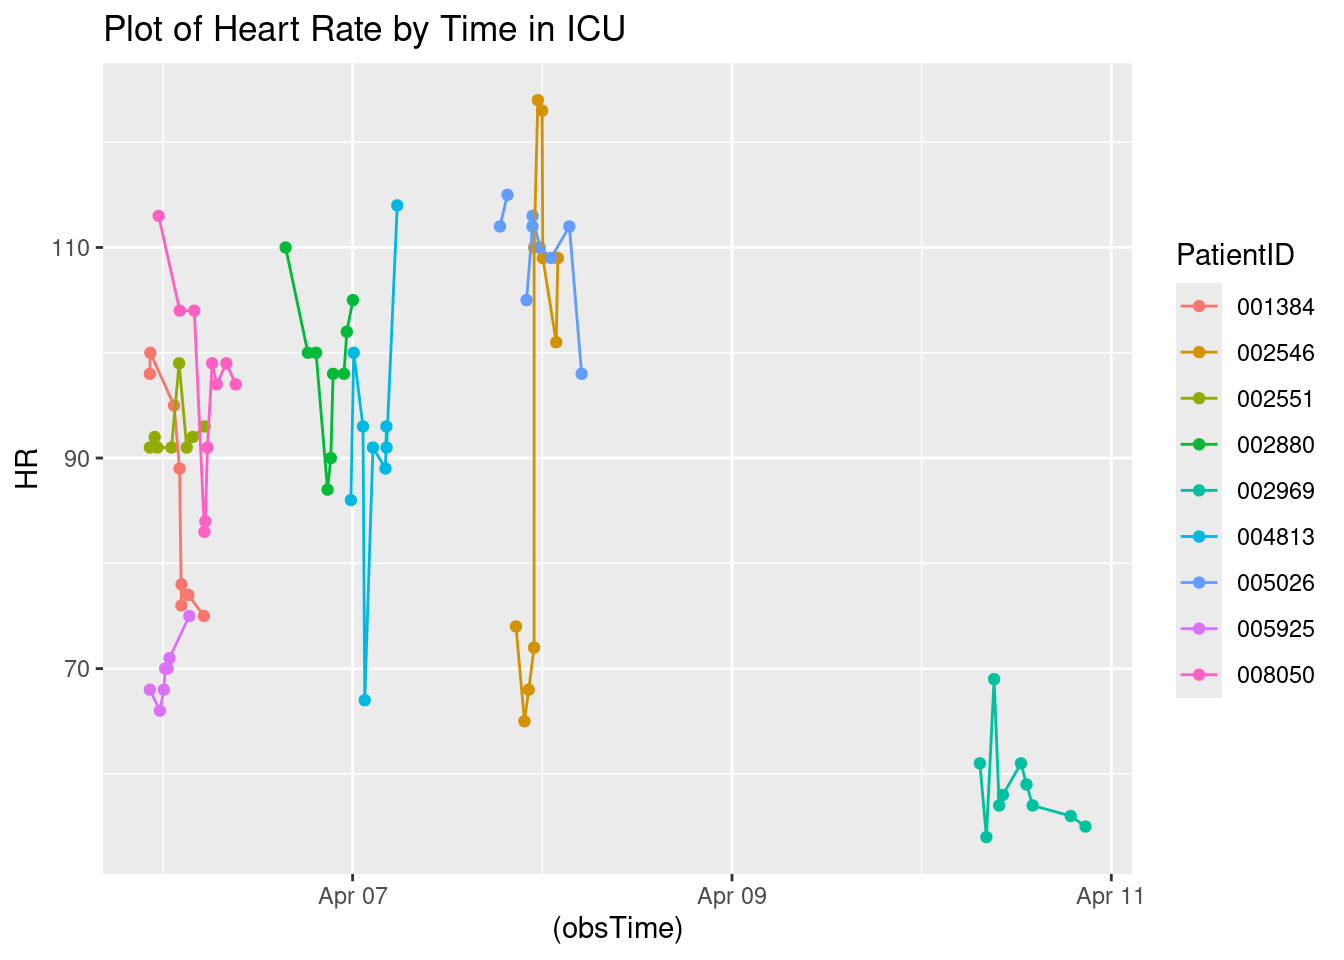 Plot of Heart Rate by Time in ICU
HR
110
90
70
Apr 07
Apr 09
Apr 11
(obsTime)
PatientID
001384
002546
002551
002880
002969
004813
005026
005925
008050